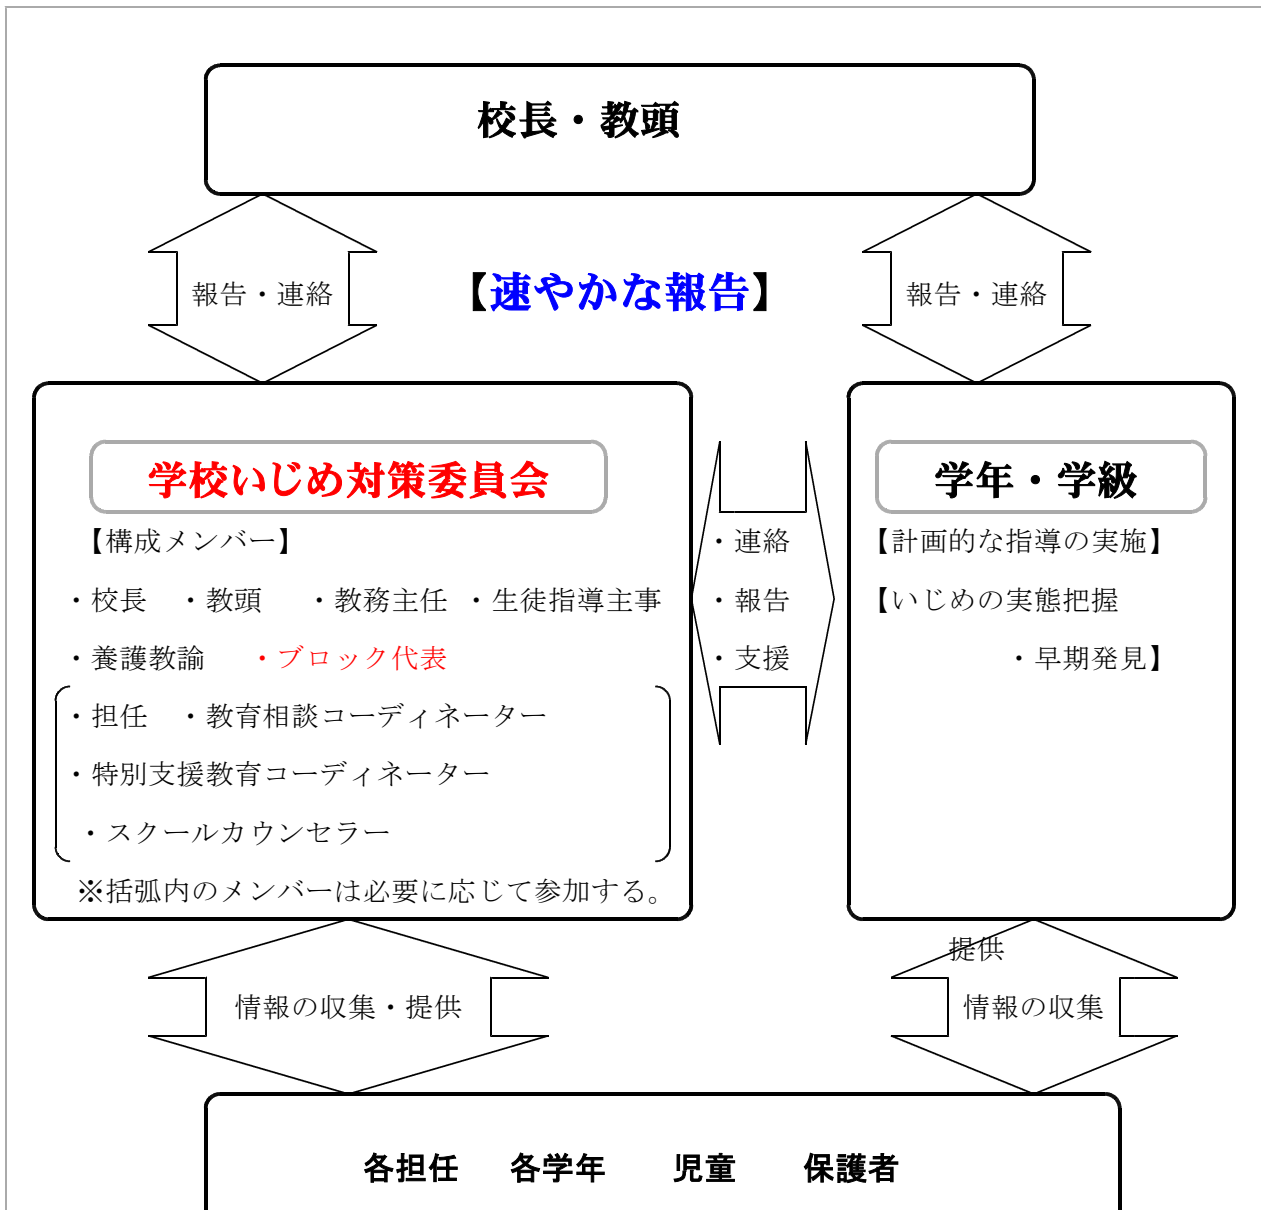 校長・教頭
報告・連絡
【速やかな報告】
報告・連絡
学校いじめ対策委員会
【構成メンバー】
・校長 ・教頭 ・教務主任 ・生徒指導主事
・養護教諭 ・ブロック代表
・担任 ・教育相談コーディネーター
・特別支援教育コーディネーター
・スクールカウンセラー
※括弧内のメンバーは必要に応じて参加する。
・連絡
・報告
・支援
学年・学級
【計画的な指導の実施】
【いじめの実態把握
・早期発見】
情報の収集・提供
提供
情報の収集
各担任 各学年 児童 保護者